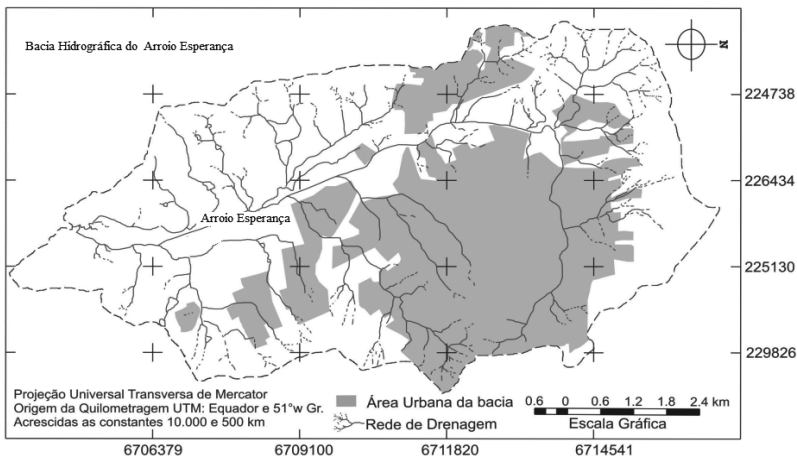 Bacia Hidrográfica do Arroio Esperança
N
224738
226434
Arroio Esperança
225130
229826
Projeção Universal Transversa de Mercator
Origem da Quilometragem UTM: Equador e 51°w Gr.
Acrescidas as constantes 10.000 e 500 km
Área Urbana da bacia
Rede de Drenagem
0.6 0 0.6 1.2 1.8 2.4 km
Escala Gráfica
6706379 6709100 6711820 6714541